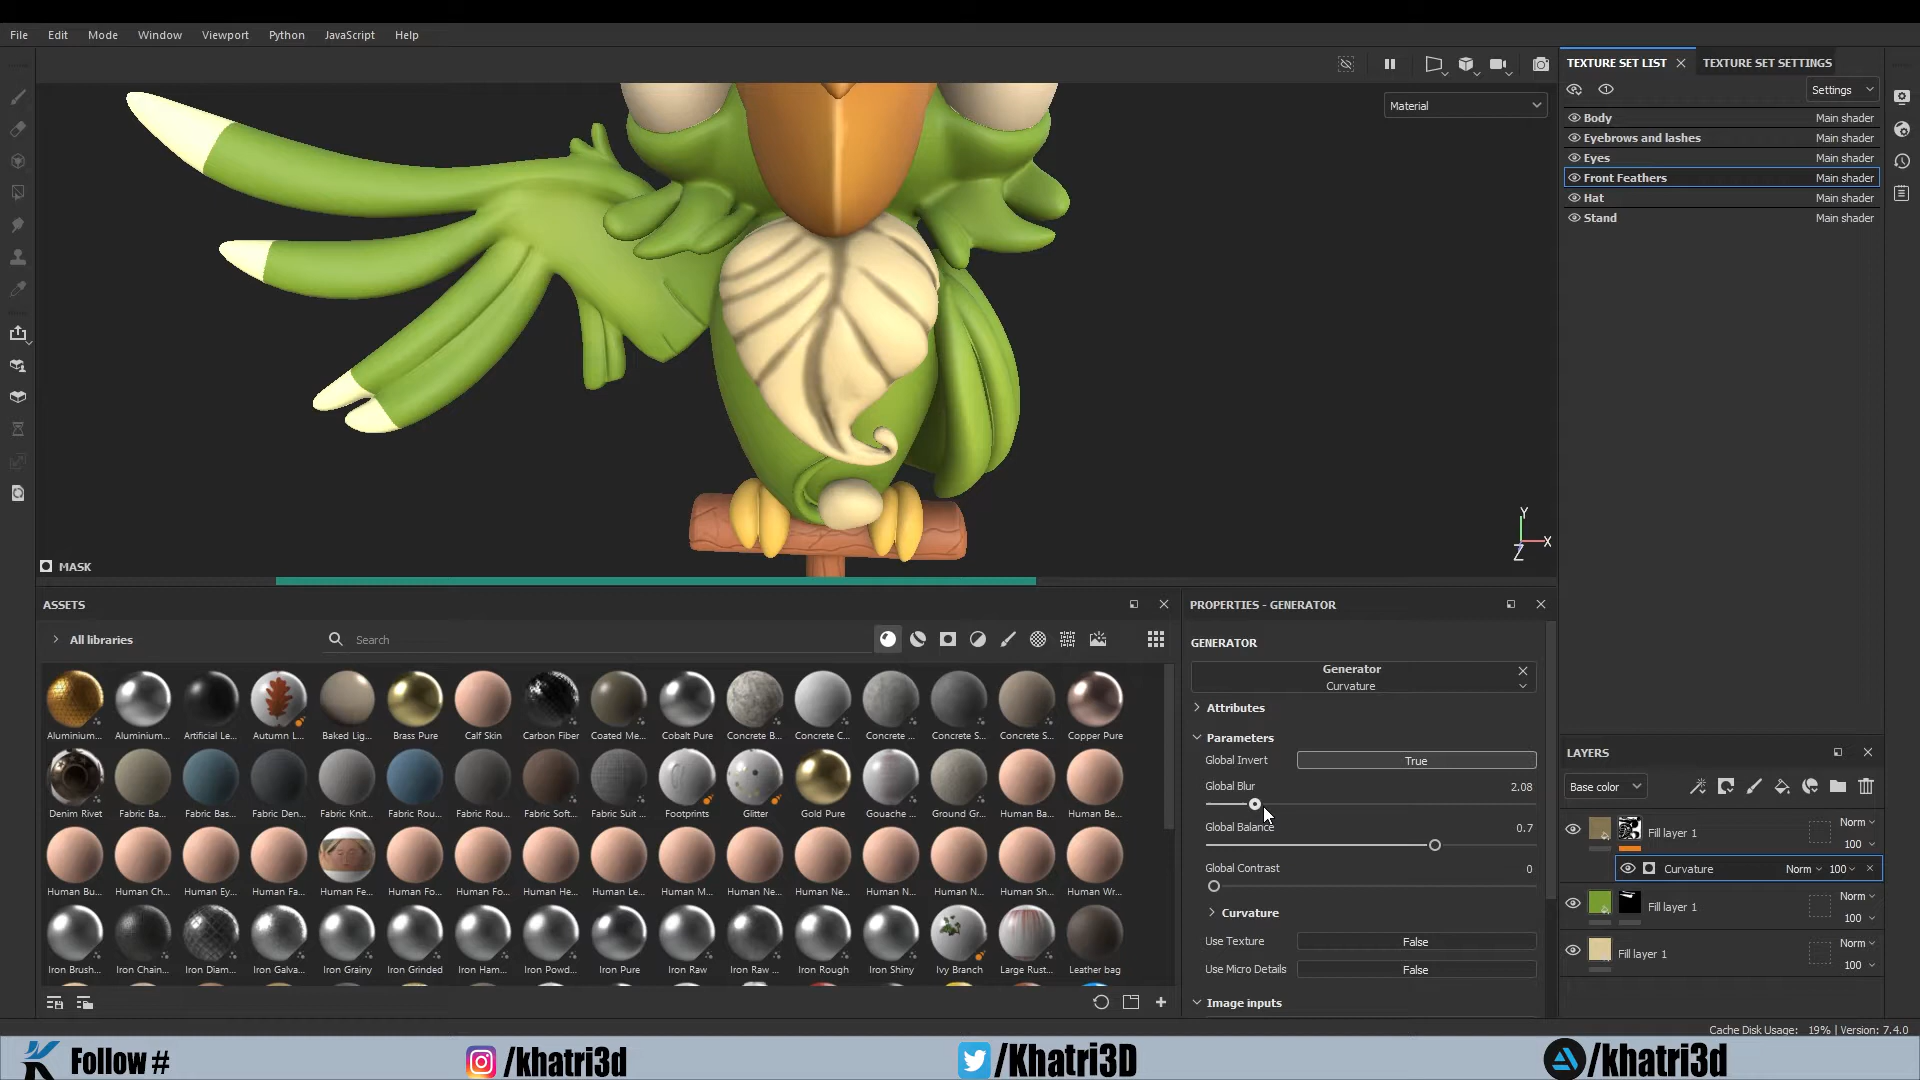 File Edit Mode Window Viewport Python JavaScript Help
TEXTURE SET LIST TEXTURE SET SETTINGS
Settings
Material
Body Main shader
Eyebrows and lashes Main shader
Eyes Main shader
Front Feathers Main shader
Hat Main shader
Stand Main shader
Y
X
Z
MASK
ASSETS
All libraries
Search
Aluminium... Aluminium... Artificial Le... Autumn L... Baked Lig... Brass Pure Calf Skin Carbon Fiber Coated Me... Cobalt Pure Concrete B... Concrete C... Concrete ... Concrete S... Concrete S... Copper Pure
Denim Rivet Fabric Ba... Fabric Bas... Fabric Den... Fabric Knit... Fabric Rou... Fabric Rou... Fabric Soft... Fabric Suit ... Footprints Glitter Gold Pure Gouache ... Ground Gr... Human Ba... Human Be...
Human Bu... Human Ch... Human Ey... Human Fa... Human Fe... Human Fo... Human Fo... Human He... Human Le... Human M... Human Ne... Human Ne... Human N... Human N... Human Sh... Human Wr...
Iron Brush... Iron Chain... Iron Diam... Iron Galva... Iron Grainy Iron Grinded Iron Ham... Iron Powd... Iron Pure Iron Raw Iron Raw ... Iron Rough Iron Shiny Ivy Branch Large Rust... Leather bag
PROPERTIES - GENERATOR
GENERATOR
Generator
Curvature
Attributes
Parameters
Global Invert True
Global Blur 2.08
Global Balance 0.7
Global Contrast 0
Curvature
Use Texture False
Use Micro Details False
Image inputs
LAYERS
Base color
Fill layer 1 Norm
100
Curvature Norm 100
Fill layer 1 Norm
100
Fill layer 1 Norm
100
Cache Disk Usage: 19% | Version: 7.4.0
Follow # /khatri3d /Khatri3D /khatri3d